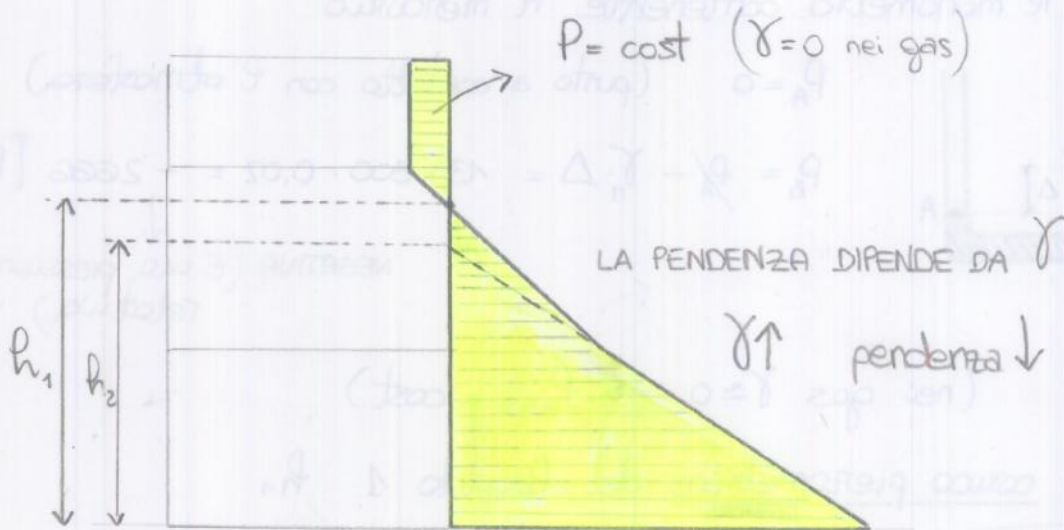 P = cost (γ=0 nei gas)
LA PENDENZA DIPENDE DA γ
γ↑ pendenza ↓
h₁
h₂